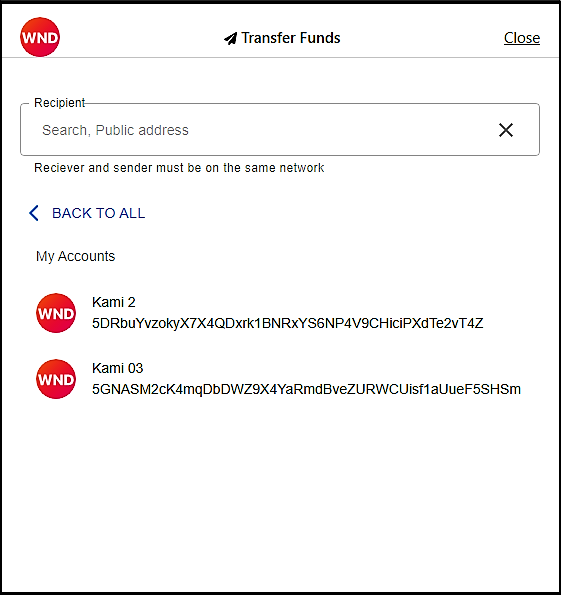 WND
Transfer Funds
Close
Recipient
Search, Public address
Reciever and sender must be on the same network
BACK TO ALL
My Accounts
WND
Kami 2
5DRbuYvzokyX7X4QDxrk1BNRxYS6NP4V9CHiciPXdTe2vT4Z
WND
Kami 03
5GNASM2cK4mqDbDWZ9X4YaRmdBveZURWCUisf1aUueF5SHSm